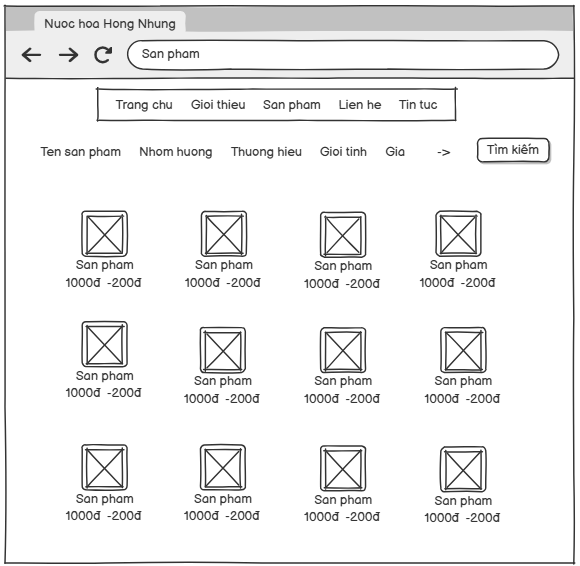 Nuoc hoa Hong Nhung
San pham
Trang chu Gioi thieu San pham Lien he Tin tuc
Ten san pham Nhom huong Thuong hieu Gioi tinh Gia -> Tìm kiếm
San pham San pham San pham San pham
1000đ -200đ 1000đ -200đ 1000đ -200đ 1000đ -200đ
San pham San pham San pham San pham
1000đ -200đ 1000đ -200đ 1000đ -200đ 1000đ -200đ
San pham San pham San pham San pham
1000đ -200đ 1000đ -200đ 1000đ -200đ 1000đ -200đ